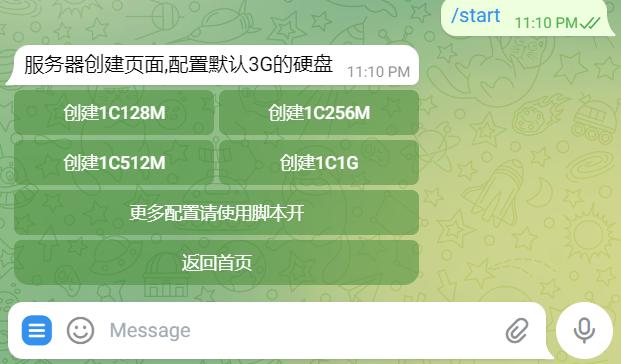 /start
11:10 PM
服务器创建页面,配置默认3G的硬盘
11:10 PM
创建1C128M
创建1C256M
创建1C512M
创建1C1G
更多配置请使用脚本开
返回首页
Message